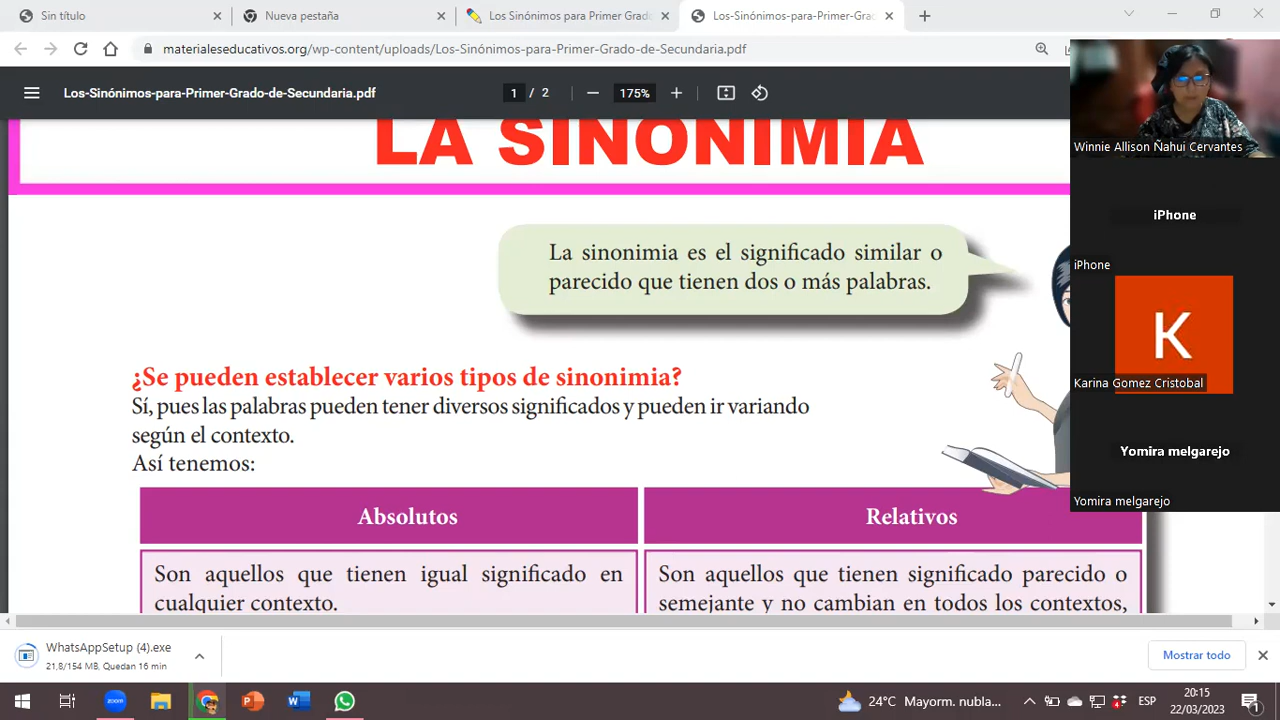 Sin título
Nueva pestaña
Los Sinónimos para Primer Grado
Los-Sinónimos-para-Primer-Gra
materialeseducativos.org/wp-content/uploads/Los-Sinónimos-para-Primer-Grado-de-Secundaria.pdf
Los-Sinónimos-para-Primer-Grado-de-Secundaria.pdf
1 / 2
175%
LA SINONIMIA
Winnie Allison Ñahui Cervantes
iPhone
iPhone
La sinonimia es el significado similar o
parecido que tienen dos o más palabras.
K
Karina Gomez Cristobal
¿Se pueden establecer varios tipos de sinonimia?
Sí, pues las palabras pueden tener diversos significados y pueden ir variando
según el contexto.
Así tenemos:
Yomira melgarejo
Yomira melgarejo
Absolutos
Relativos
Son aquellos que tienen igual significado en
cualquier contexto.
Son aquellos que tienen significado parecido o
semejante y no cambian en todos los contextos,
WhatsAppSetup (4).exe
21,8/154 MB, Quedan 16 min
Mostrar todo
zoom
24°C Mayorm. nubla...
4
ESP
20:15
22/03/2023
1